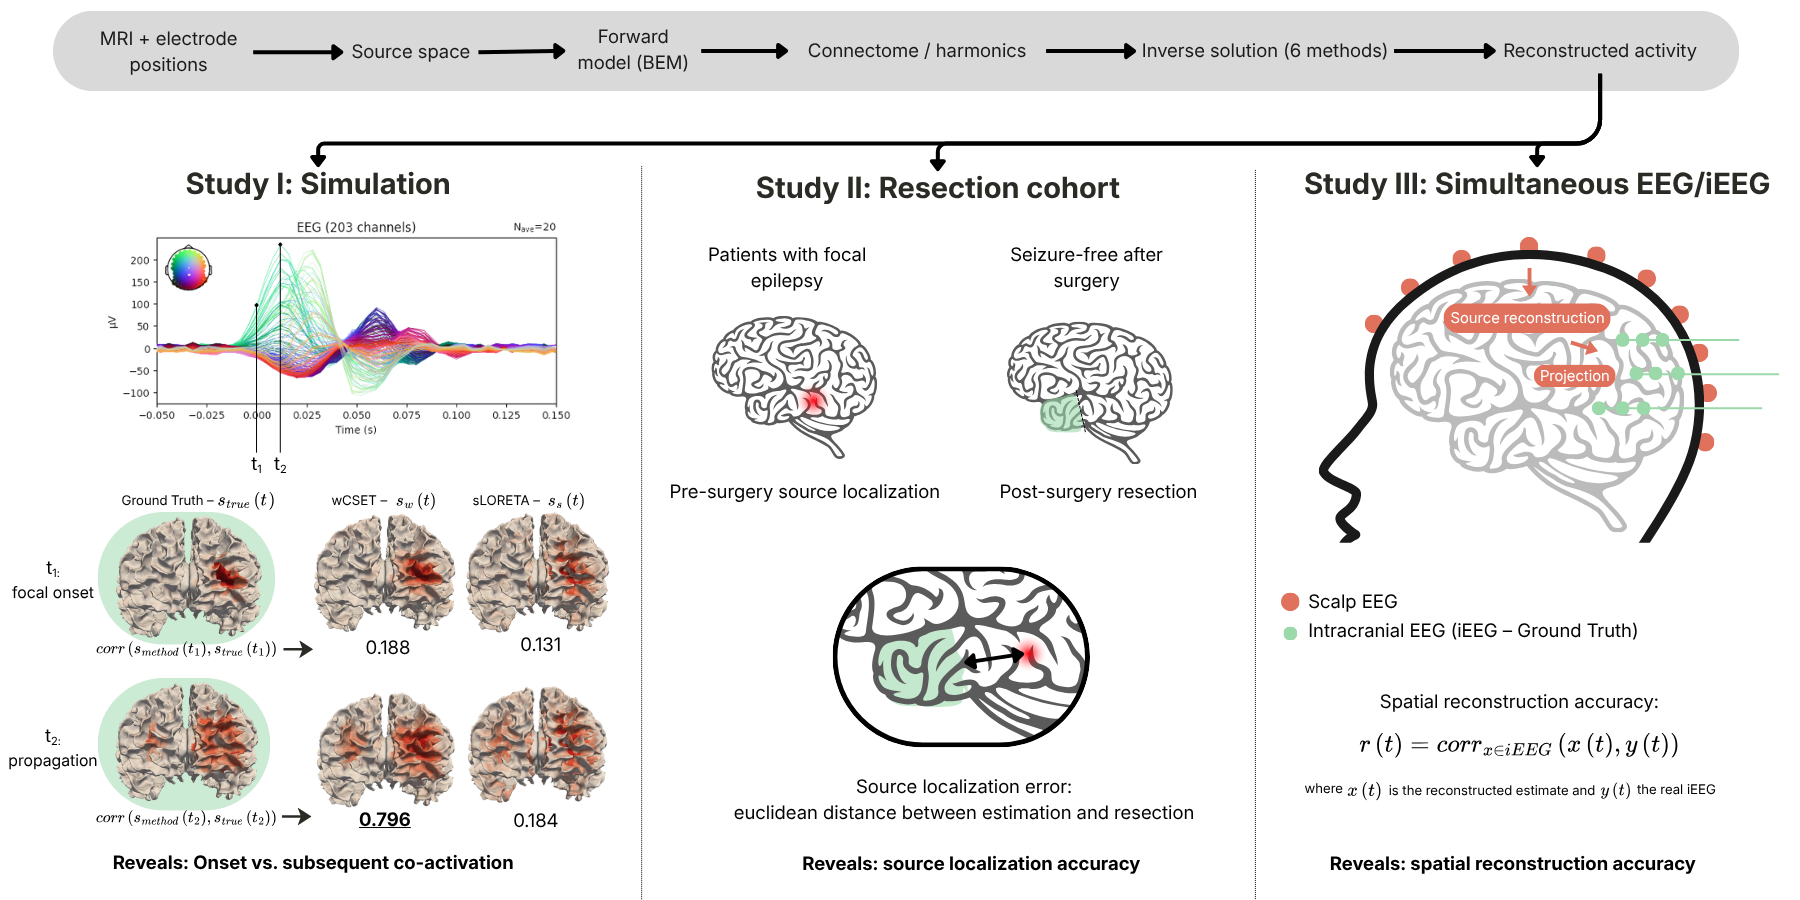 MRI + electrode
positions
Source space
Forward
model (BEM)
Connectome / harmonics
Inverse solution (6 methods)
Reconstructed activity
Study I: Simulation
EEG (203 channels)
Nave=20
µV
200
150
100
50
0
−50
−100
−0.050
−0.025
0.000
0.025
0.050
0.075
0.100
0.125
0.150
Time (s)
t1
t2
Ground Truth – strue (t)
wCSET – sw (t)
sLORETA – ss (t)
t1:
focal onset
corr (smethod (t1), strue (t1))
0.188
0.131
t2:
propagation
corr (smethod (t2), strue (t2))
0.796
0.184
Reveals: Onset vs. subsequent co-activation
Study II: Resection cohort
Patients with focal
epilepsy
Seizure-free after
surgery
Pre-surgery source localization
Post-surgery resection
Source localization error:
euclidean distance between estimation and resection
Reveals: source localization accuracy
Study III: Simultaneous EEG/iEEG
Source reconstruction
Projection
Scalp EEG
Intracranial EEG (iEEG – Ground Truth)
Spatial reconstruction accuracy:
r (t) = corrx∈iEEG (x (t), y (t))
where x (t) is the reconstructed estimate and y (t) the real iEEG
Reveals: spatial reconstruction accuracy